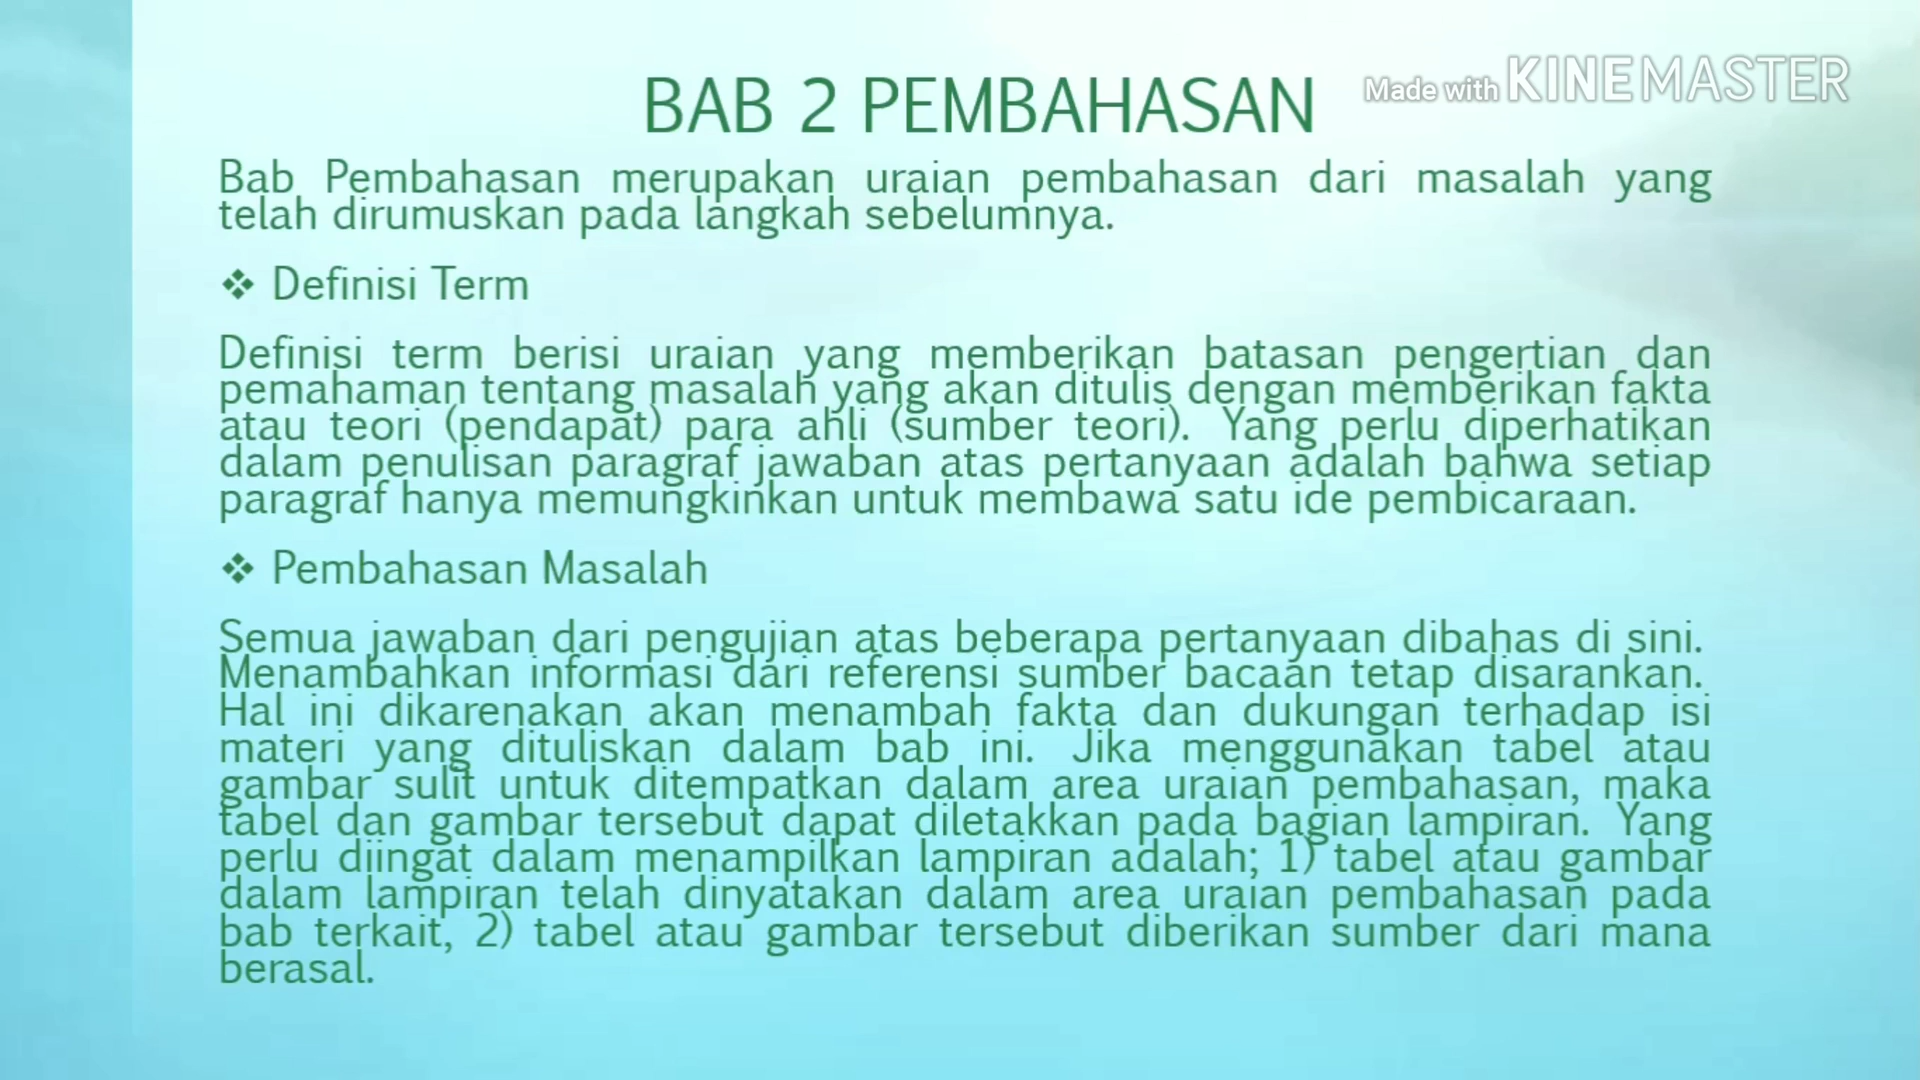 BAB 2 PEMBAHASAN
Made with KINEMASTER
Bab Pembahasan merupakan uraian pembahasan dari masalah yang
telah dirumuskan pada langkah sebelumnya.
❖ Definisi Term
Definisi term berisi uraian yang memberikan batasan pengertian dan
pemahaman tentang masalah yang akan ditulis dengan memberikan fakta
atau teori (pendapat) para ahli (sumber teori). Yang perlu diperhatikan
dalam penulisan paragraf jawaban atas pertanyaan adalah bahwa setiap
paragraf hanya memungkinkan untuk membawa satu ide pembicaraan.
❖ Pembahasan Masalah
Semua jawaban dari pengujian atas beberapa pertanyaan dibahas di sini.
Menambahkan informasi dari referensi sumber bacaan tetap disarankan.
Hal ini dikarenakan akan menambah fakta dan dukungan terhadap isi
materi yang dituliskan dalam bab ini. Jika menggunakan tabel atau
gambar sulit untuk ditempatkan dalam area uraian pembahasan, maka
tabel dan gambar tersebut dapat diletakkan pada bagian lampiran. Yang
perlu diingat dalam menampilkan lampiran adalah; 1) tabel atau gambar
dalam lampiran telah dinyatakan dalam area uraian pembahasan pada
bab terkait, 2) tabel atau gambar tersebut diberikan sumber dari mana
berasal.